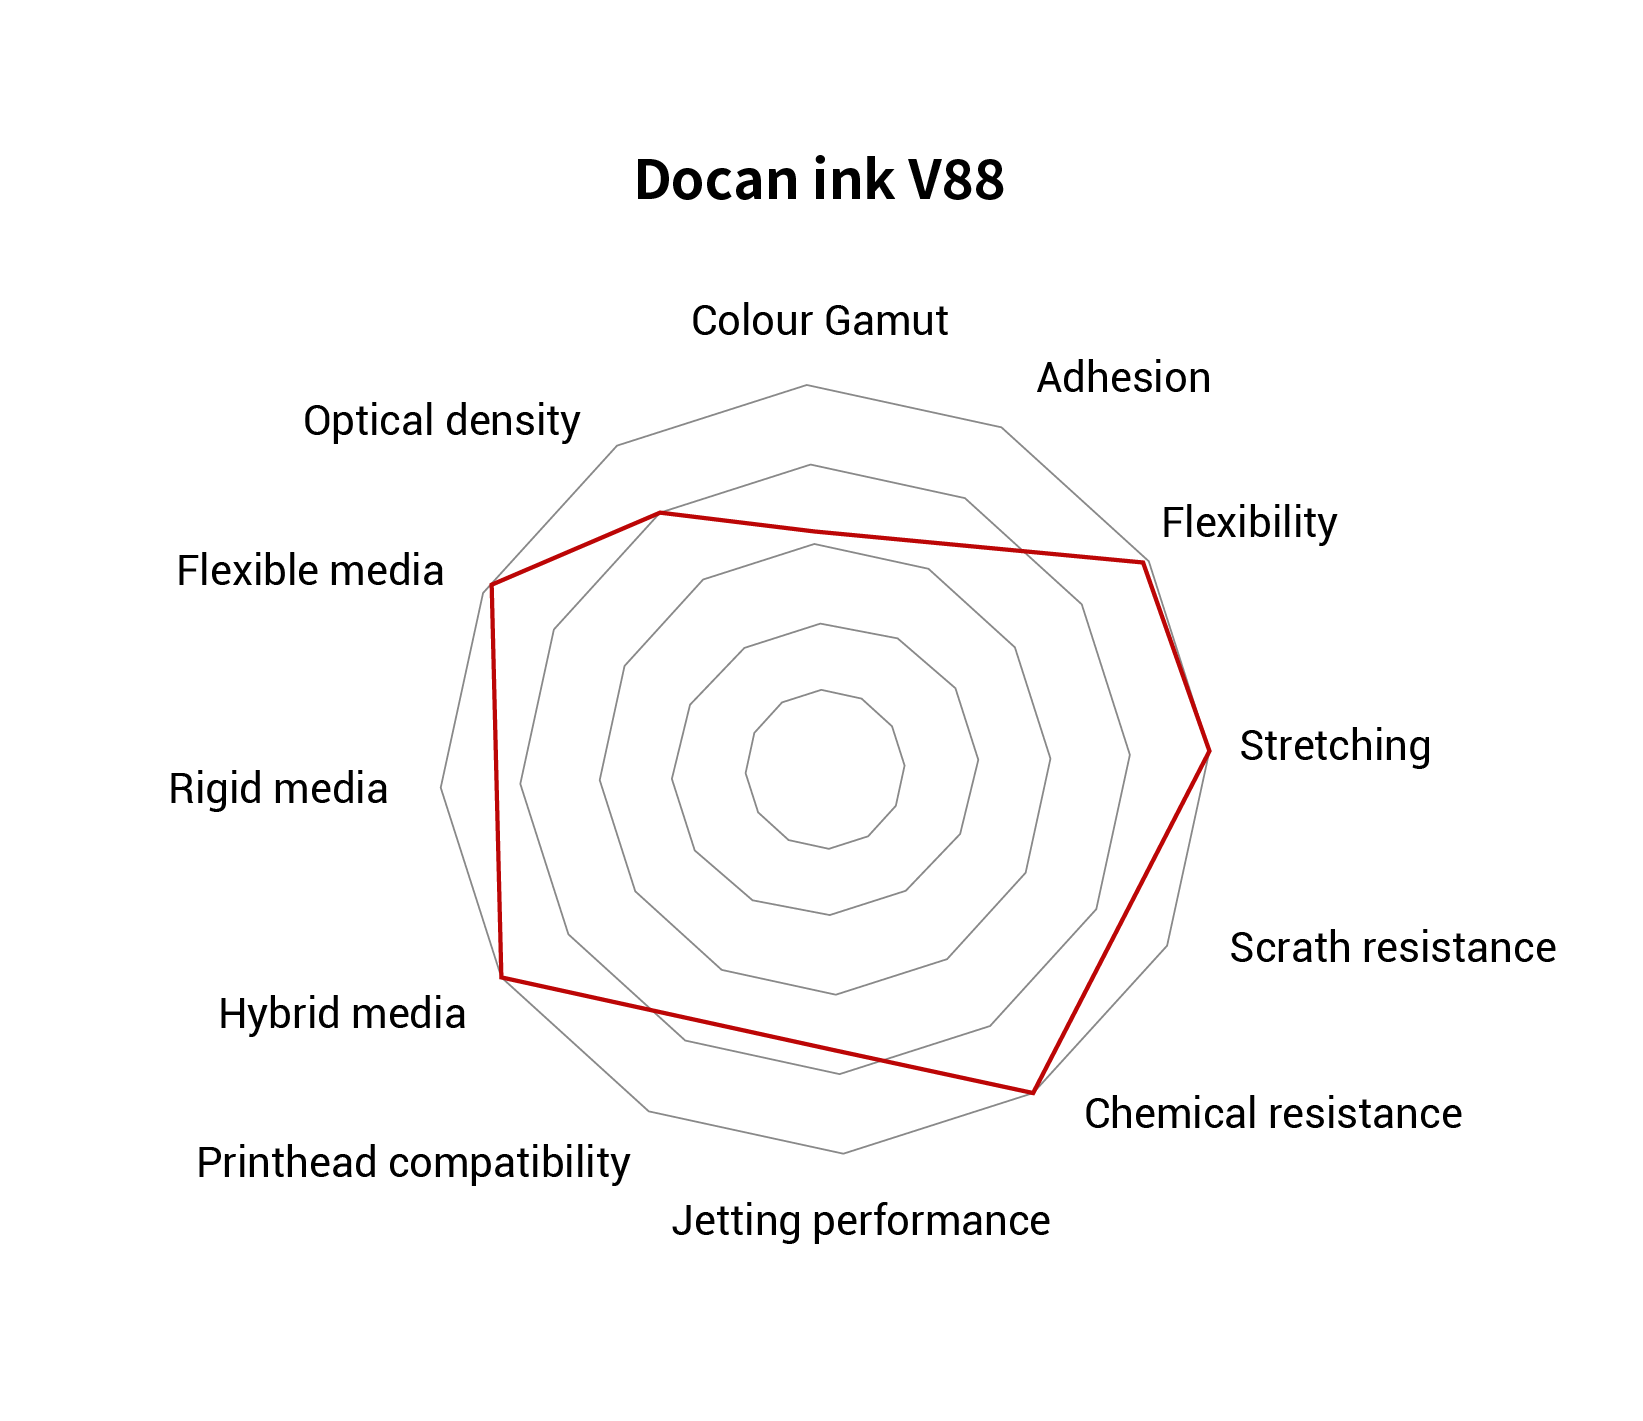 Docan ink V88
Colour Gamut
Adhesion
Optical density
Flexibility
Flexible media
Stretching
Rigid media
Scrath resistance
Hybrid media
Chemical resistance
Printhead compatibility
Jetting performance